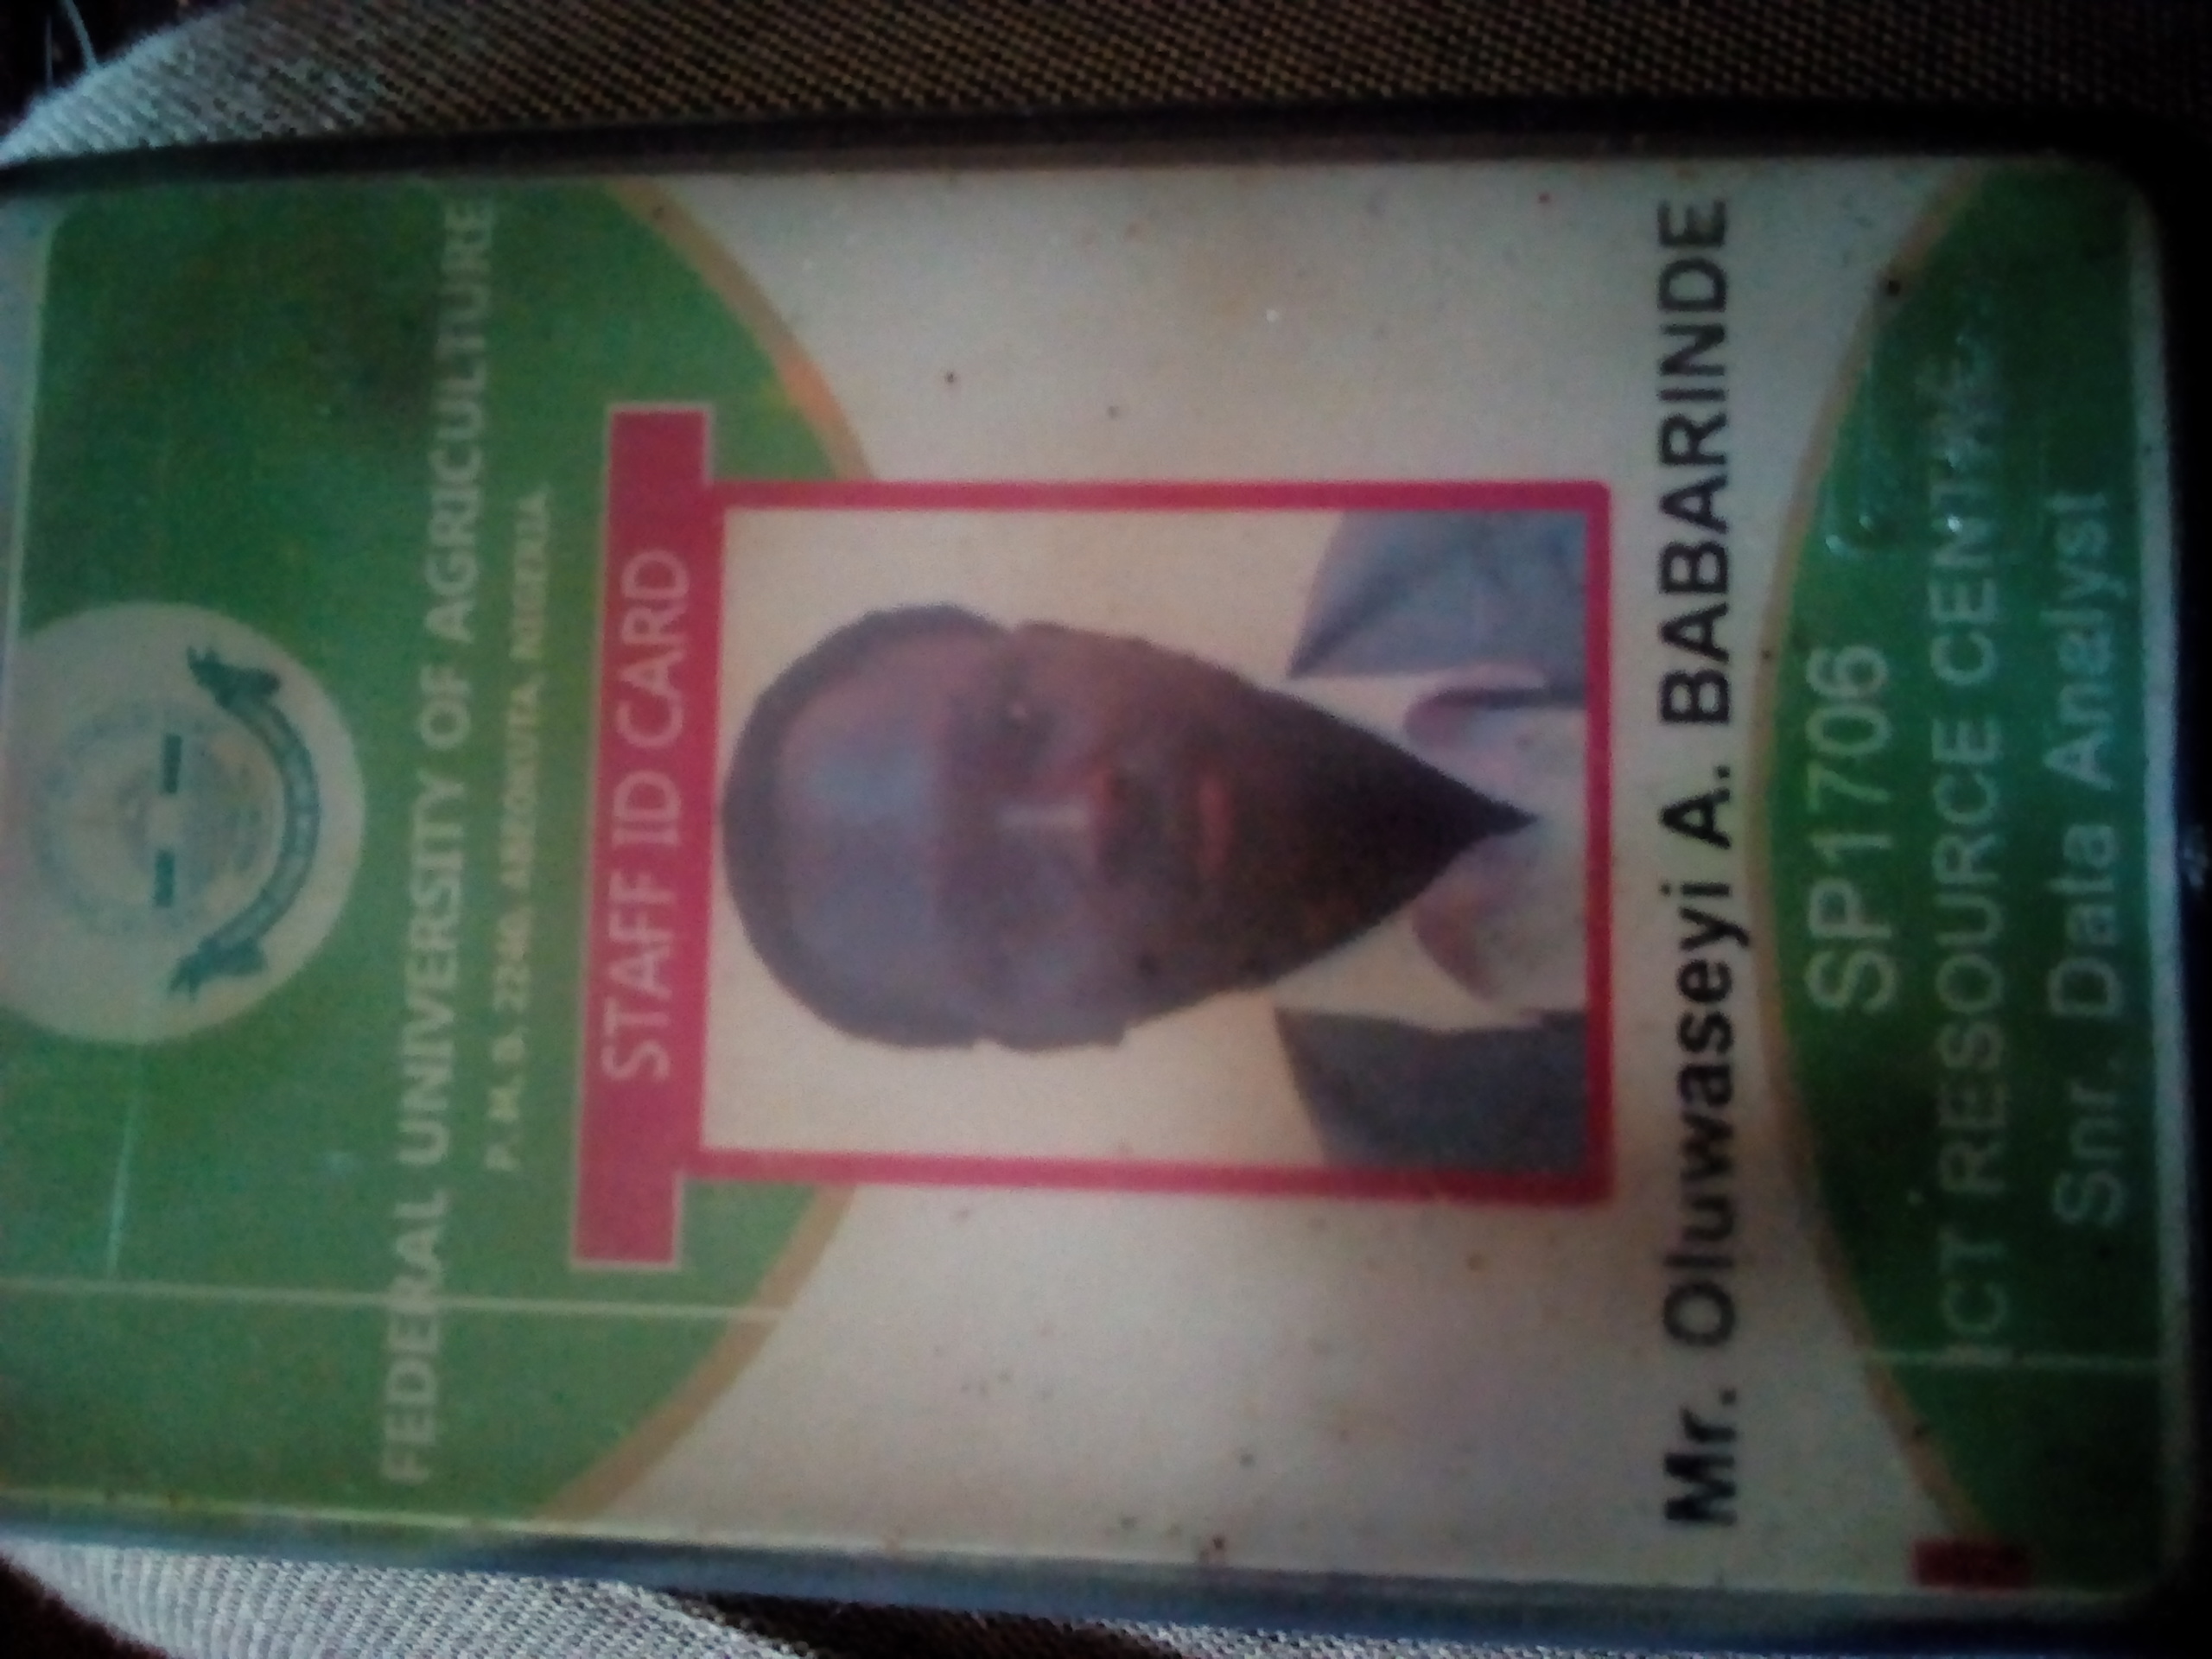 FEDERAL UNIVERSITY OF AGRICULTURE
P. M. B. 2240, ABEOKUTA, NIGERIA
STAFF ID CARD
Mr. Oluwaseyi A. BABARINDE
SP1706
ICT RESOURCE CENTRE
Snr. Data Analyst